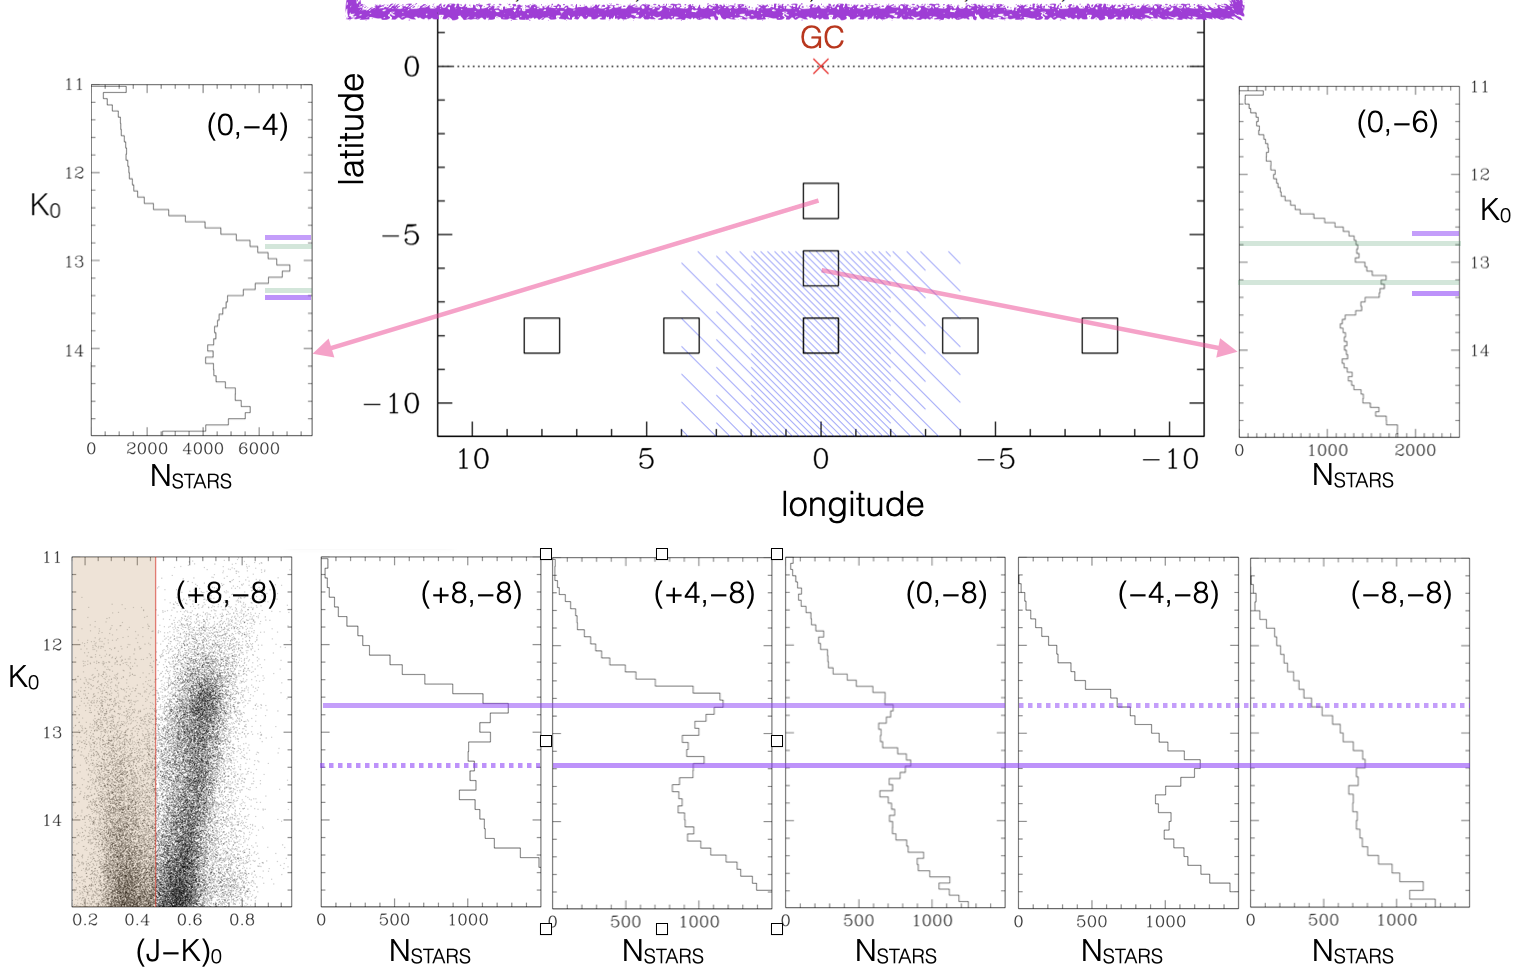 GC
latitude
0
−5
−10
10 5 0 −5 −10
longitude
(0,−4)
11
12
13
14
K0
0 2000 4000 6000
NSTARS
(0,−6)
11
12
13
14
K0
0 1000 2000
NSTARS
(+8,−8)
11
12
13
14
K0
0.2 0.4 0.6 0.8
(J−K)0
(+8,−8)
0 500 1000
NSTARS
(+4,−8)
0 500 1000
NSTARS
(0,−8)
0 500 1000
NSTARS
(−4,−8)
0 500 1000
NSTARS
(−8,−8)
0 500 1000
NSTARS